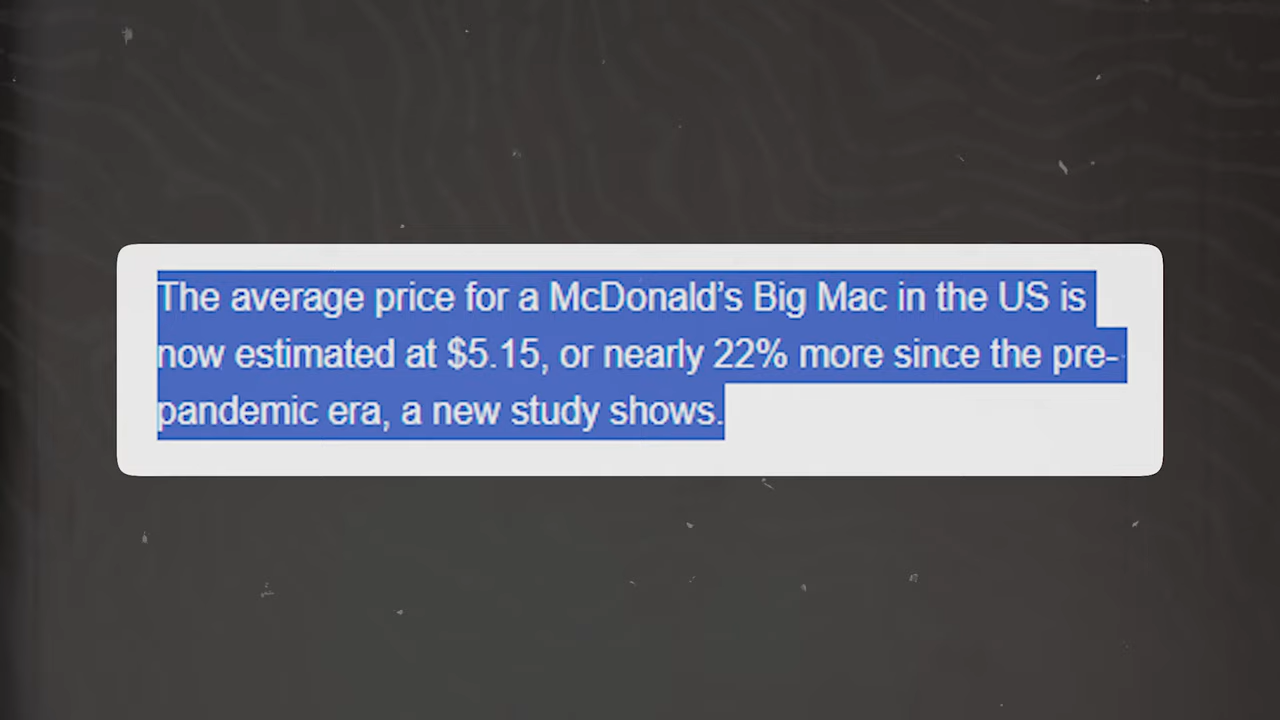 The average price for a McDonald’s Big Mac in the US is
now estimated at $5.15, or nearly 22% more since the pre-
pandemic era, a new study shows.